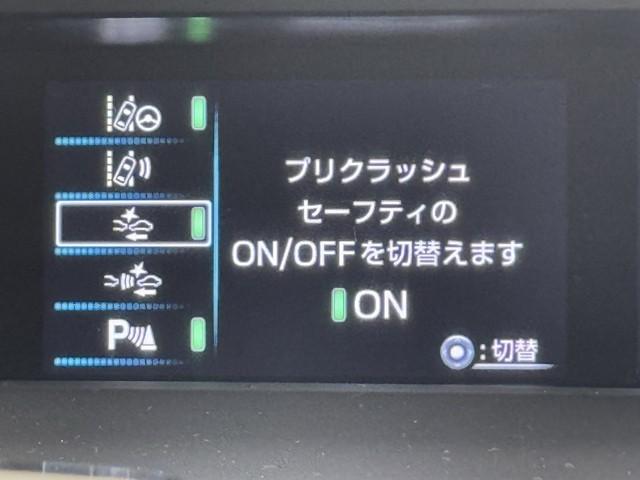 プリクラッシュ
セーフティの
ON/OFFを切替えます
ON
P
:切替